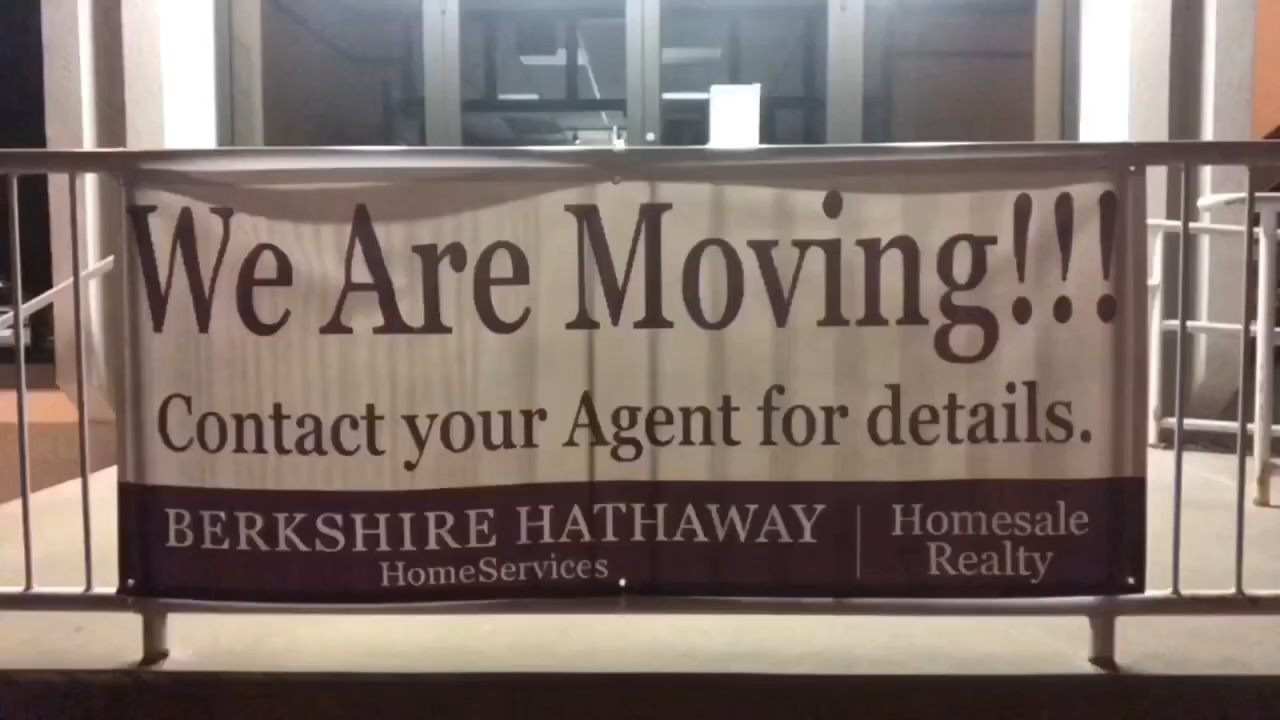 We Are Moving!!!
Contact your Agent for details.
BERKSHIRE HATHAWAY
HomeServices
Homesale
Realty